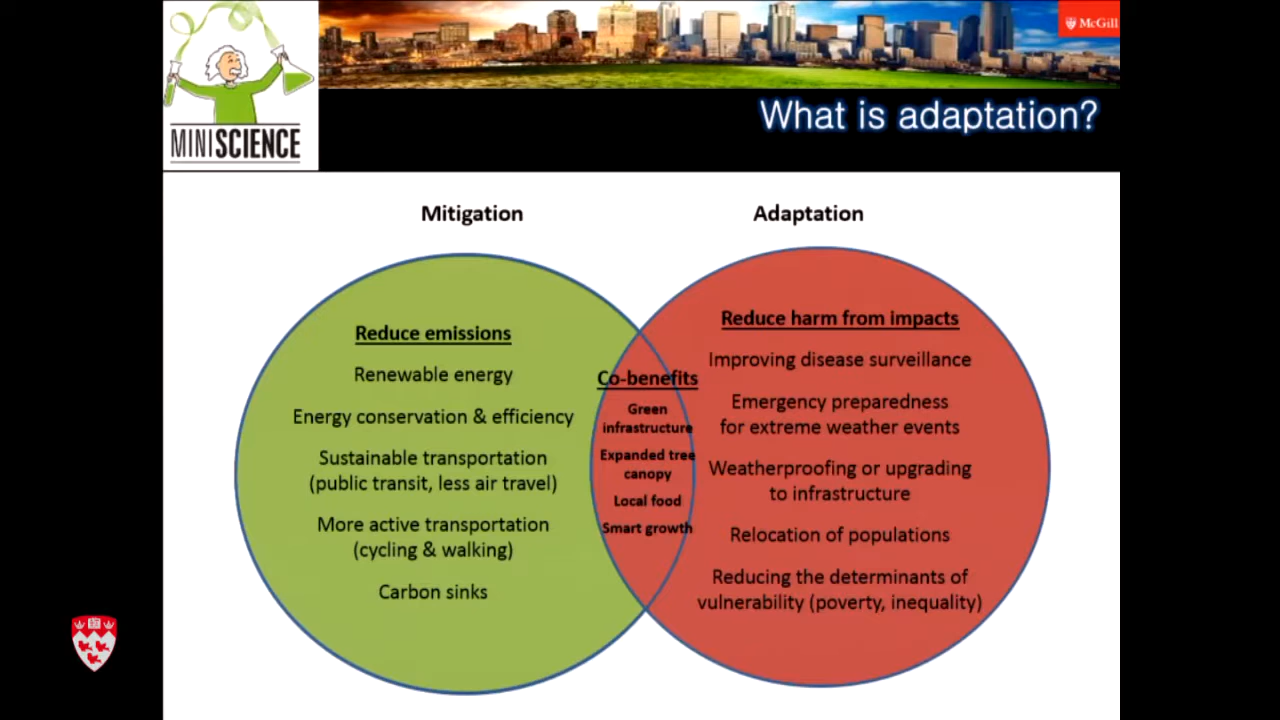 MINISCIENCE
McGill
What is adaptation?
Mitigation
Adaptation
Reduce emissions
Renewable energy
Energy conservation & efficiency
Sustainable transportation
(public transit, less air travel)
More active transportation
(cycling & walking)
Carbon sinks
Co-benefits
Green
infrastructure
Expanded tree
canopy
Local food
Smart growth
Reduce harm from impacts
Improving disease surveillance
Emergency preparedness
for extreme weather events
Weatherproofing or upgrading
to infrastructure
Relocation of populations
Reducing the determinants of
vulnerability (poverty, inequality)